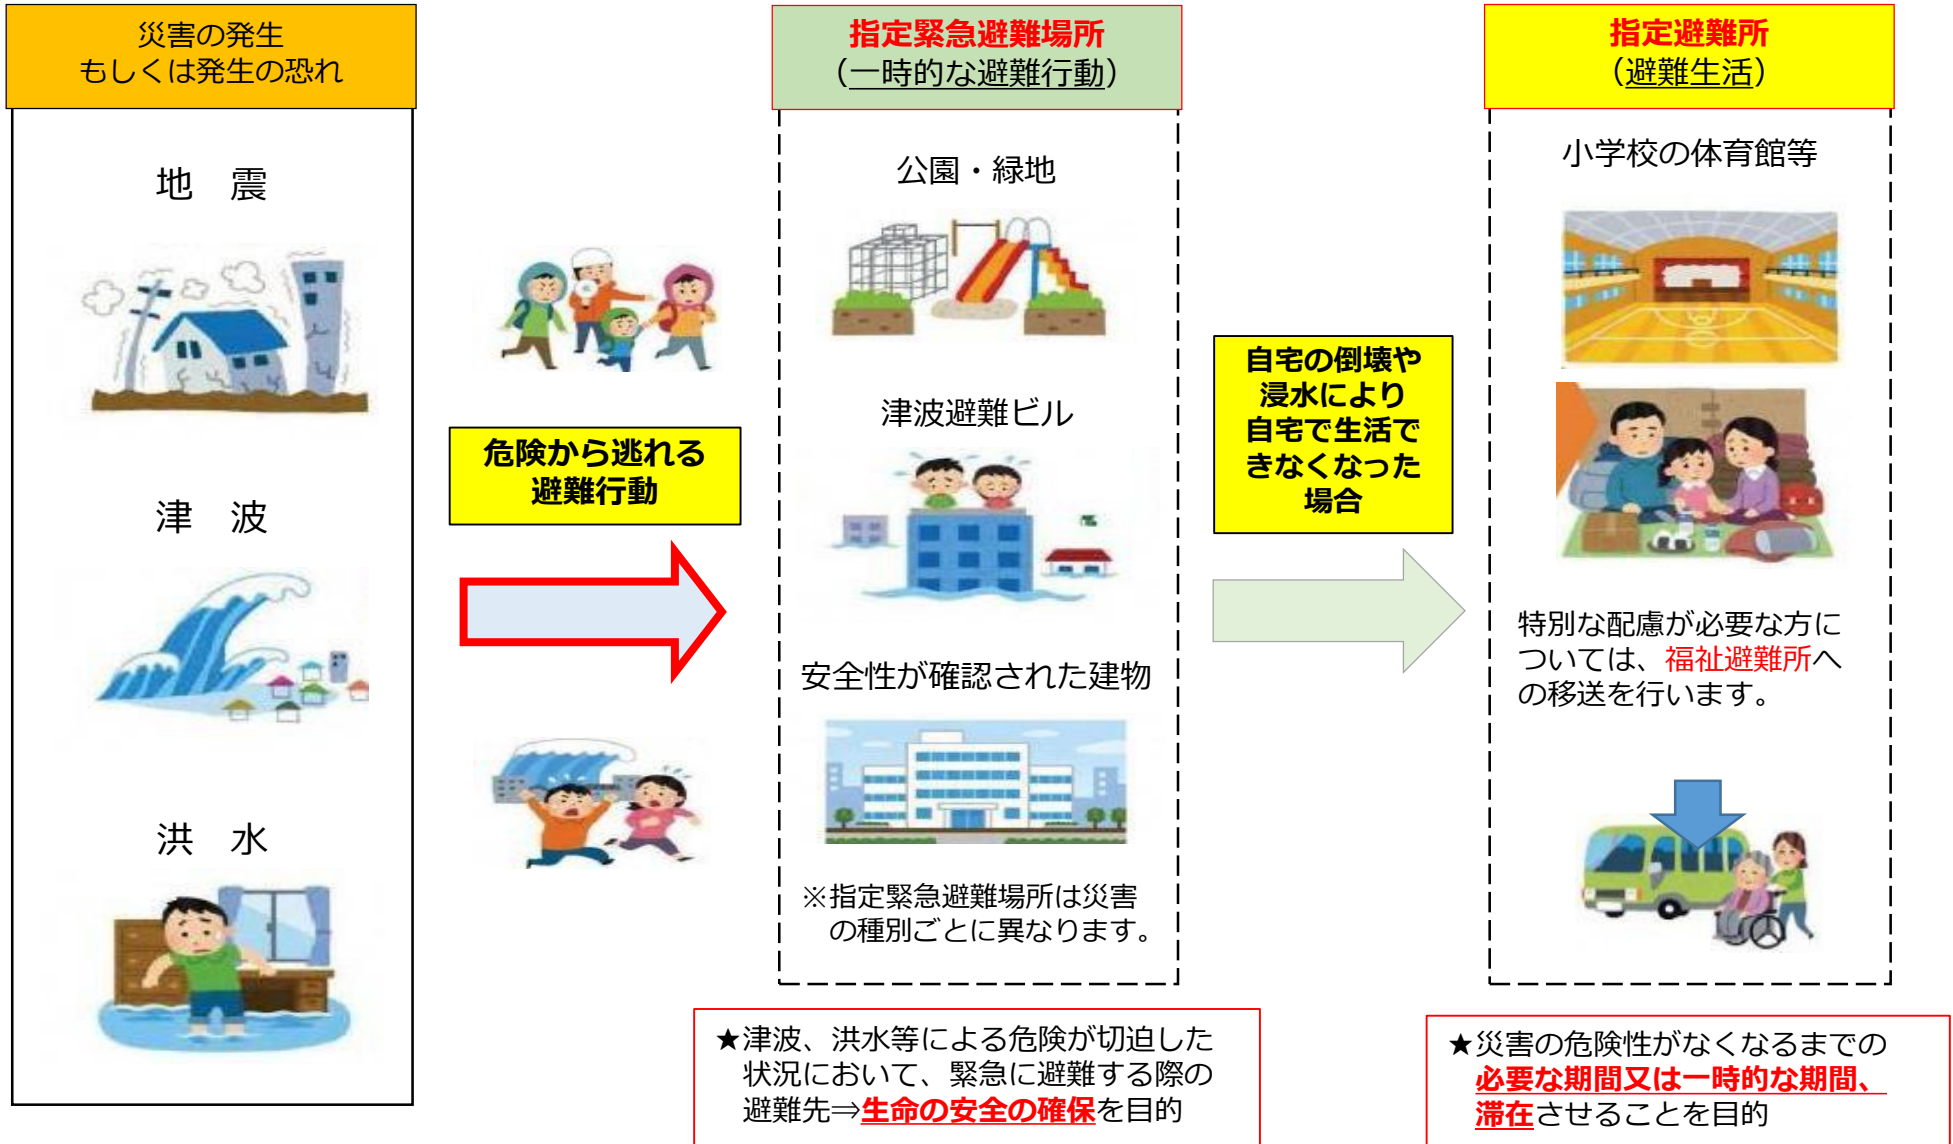 災害の発生
もしくは発生の恐れ
地　震
津　波
洪　水
危険から逃れる
避難行動
指定緊急避難場所
（一時的な避難行動）
公園・緑地
津波避難ビル
安全性が確認された建物
※指定緊急避難場所は災害
の種別ごとに異なります。
★津波、洪水等による危険が切迫した
状況において、緊急に避難する際の
避難先⇒生命の安全の確保を目的
自宅の倒壊や
浸水により
自宅で生活で
きなくなった
場合
指定避難所
（避難生活）
小学校の体育館等
特別な配慮が必要な方に
ついては、福祉避難所へ
の移送を行います。
★災害の危険性がなくなるまでの
必要な期間又は一時的な期間、
滞在させることを目的